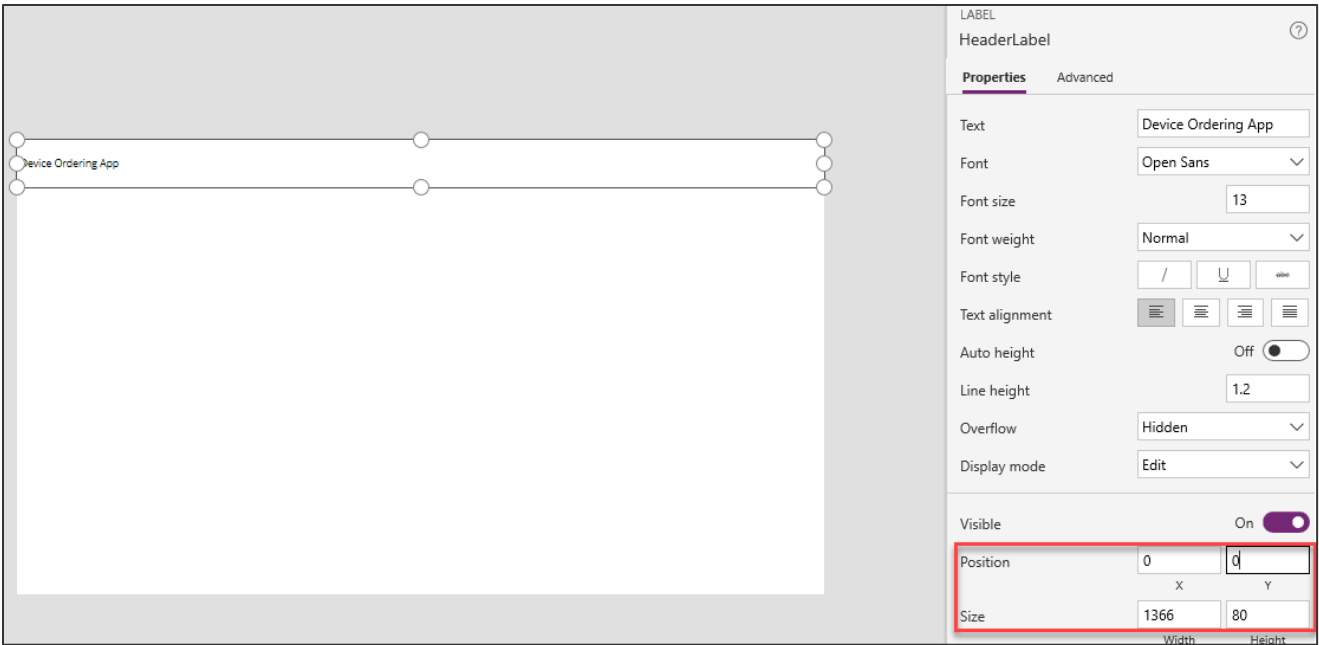 Device Ordering App
LABEL
HeaderLabel
?
Properties Advanced
Text Device Ordering App
Font Open Sans
Font size 13
Font weight Normal
Font style / U abc
Text alignment
Auto height Off
Line height 1.2
Overflow Hidden
Display mode Edit
Visible On
Position 0 0
X Y
Size 1366 80
Width Height